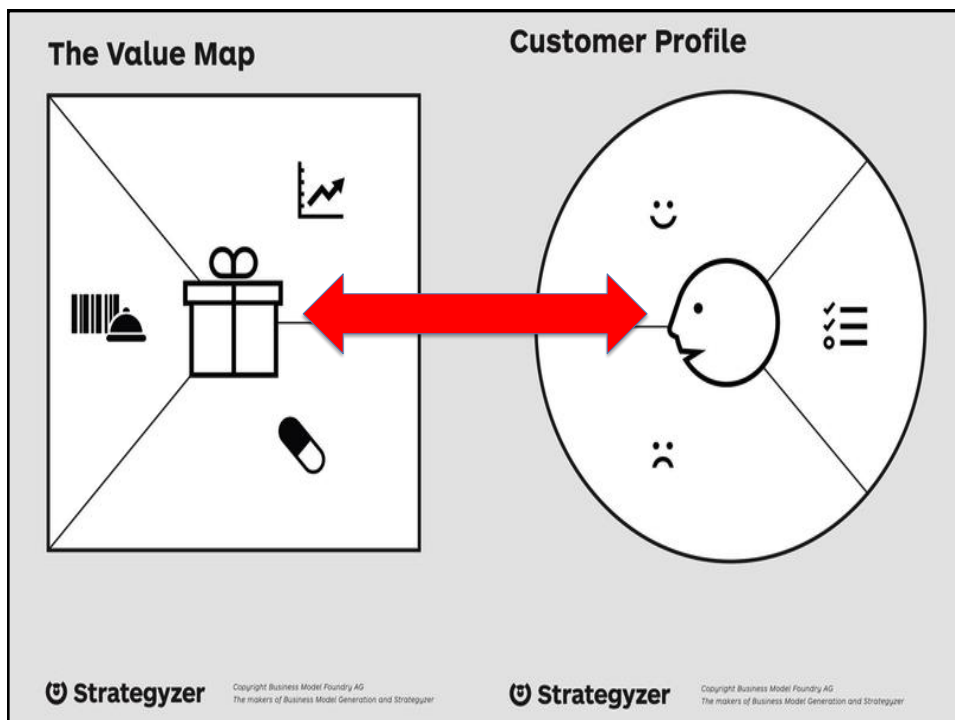 The Value Map
Customer Profile
Strategyzer
Copyright Business Model Foundry AG
The makers of Business Model Generation and Strategyzer
Strategyzer
Copyright Business Model Foundry AG
The makers of Business Model Generation and Strategyzer